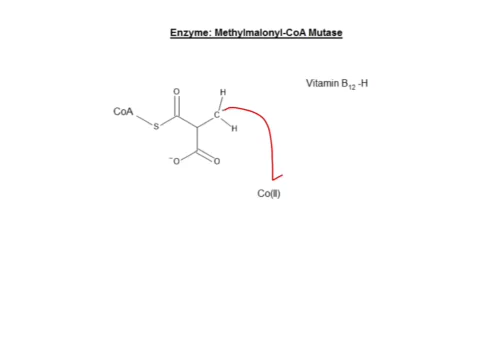 Enzyme: Methylmalonyl-CoA Mutase
Vitamin B12 -H
O
H
CoA
C
S
H
-O
O
Co(II)